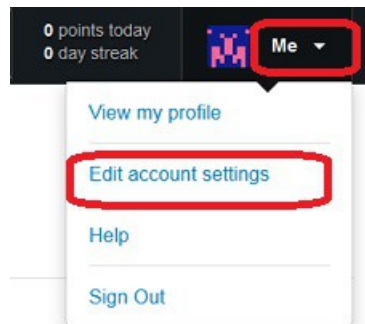 0 points today
0 day streak
Me
View my profile
Edit account settings
Help
Sign Out